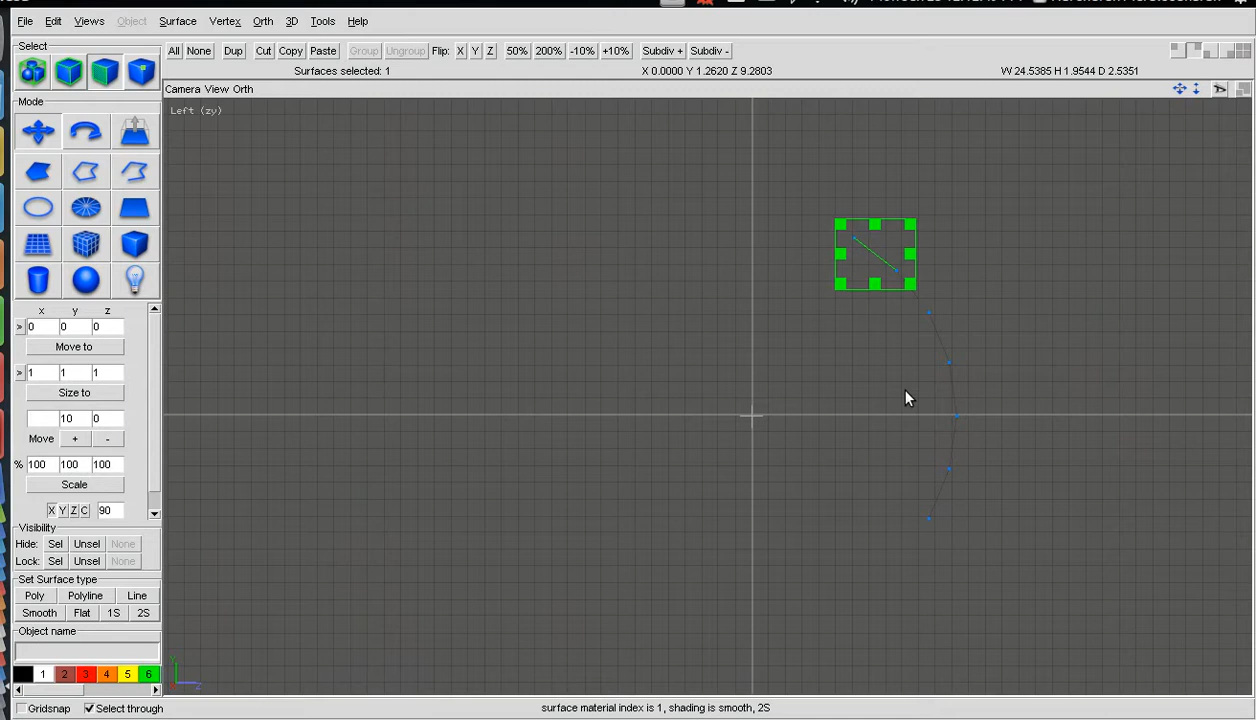 File Edit Views Object Surface Vertex Orth 3D Tools Help
Select
All None Dup Cut Copy Paste Group Ungroup Flip: X Y Z 50% 200% -10% +10% Subdiv + Subdiv -
Surfaces selected: 1 X 0.0000 Y 1.2620 Z 9.2803 W 24.5385 H 1.9544 D 2.5351
Camera View Orth
Left (zy)
Mode
x y z
> 0 0 0
Move to
> 1 1 1
Size to
10 0
Move + -
% 100 100 100
Scale
X Y Z C 90
Visibility
Hide: Sel Unsel None
Lock: Sel Unsel None
Set Surface type
Poly Polyline Line
Smooth Flat 1S 2S
Object name
1 2 3 4 5 6
Gridsnap Select through surface material index is 1, shading is smooth, 2S